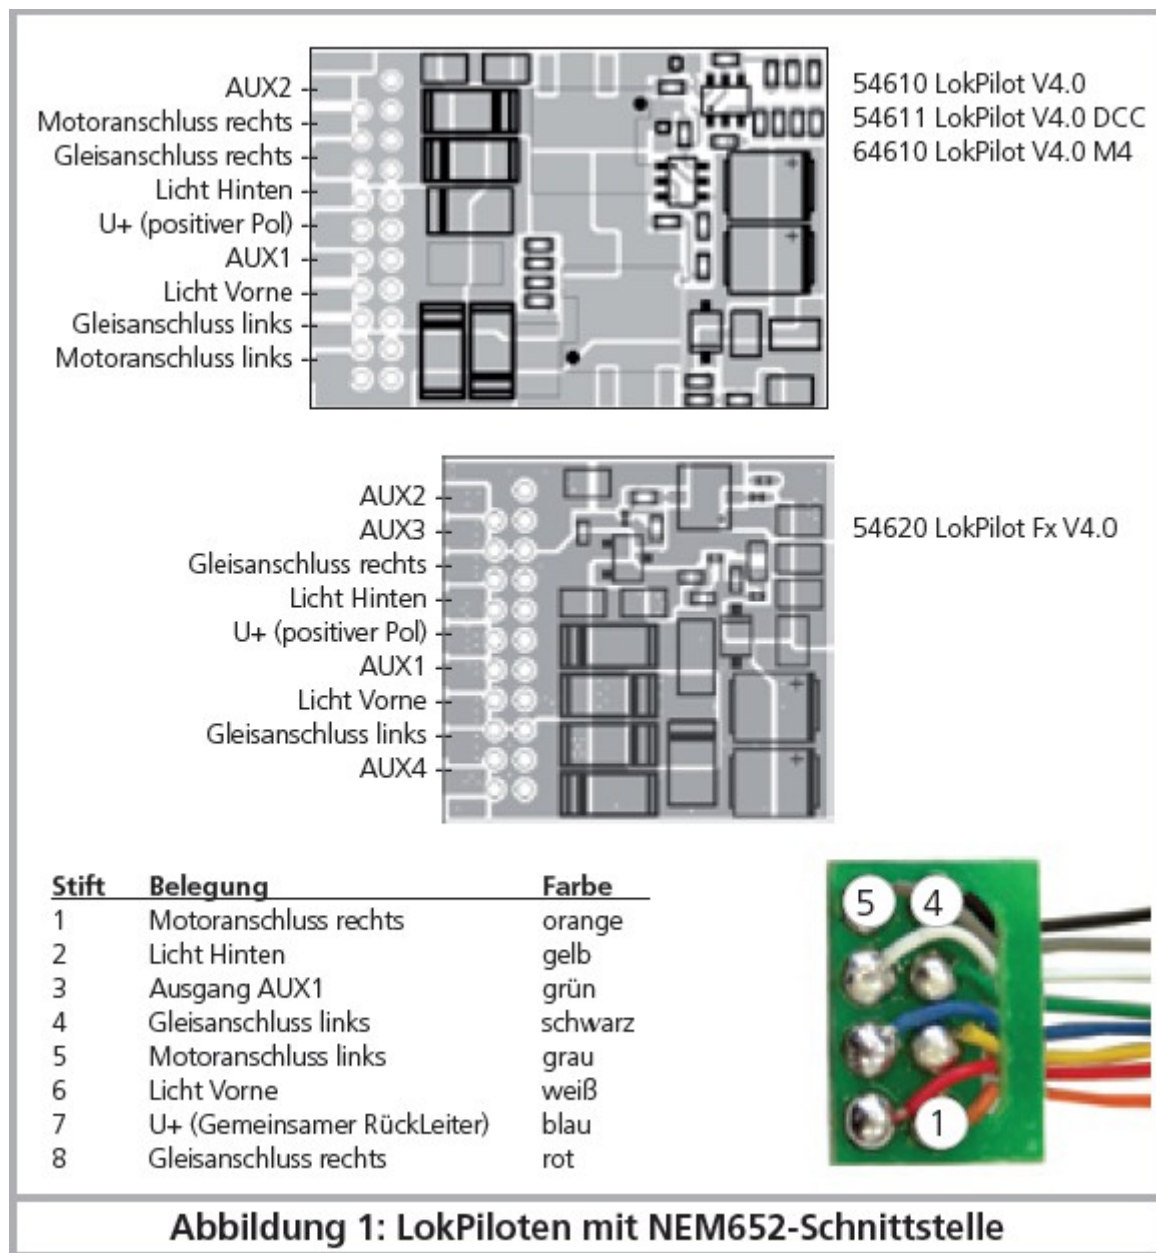 AUX2
Motoranschluss rechts
Gleisanschluss rechts
Licht Hinten
U+ (positiver Pol)
AUX1
Licht Vorne
Gleisanschluss links
Motoranschluss links
54610 LokPilot V4.0
54611 LokPilot V4.0 DCC
64610 LokPilot V4.0 M4
+
+
AUX2
AUX3
Gleisanschluss rechts
Licht Hinten
U+ (positiver Pol)
AUX1
Licht Vorne
Gleisanschluss links
AUX4
54620 LokPilot Fx V4.0
+
+
Stift Belegung Farbe
1 Motoranschluss rechts orange
2 Licht Hinten gelb
3 Ausgang AUX1 grün
4 Gleisanschluss links schwarz
5 Motoranschluss links grau
6 Licht Vorne weiß
7 U+ (Gemeinsamer RückLeiter) blau
8 Gleisanschluss rechts rot
5 4
1
Abbildung 1: LokPiloten mit NEM652-Schnittstelle